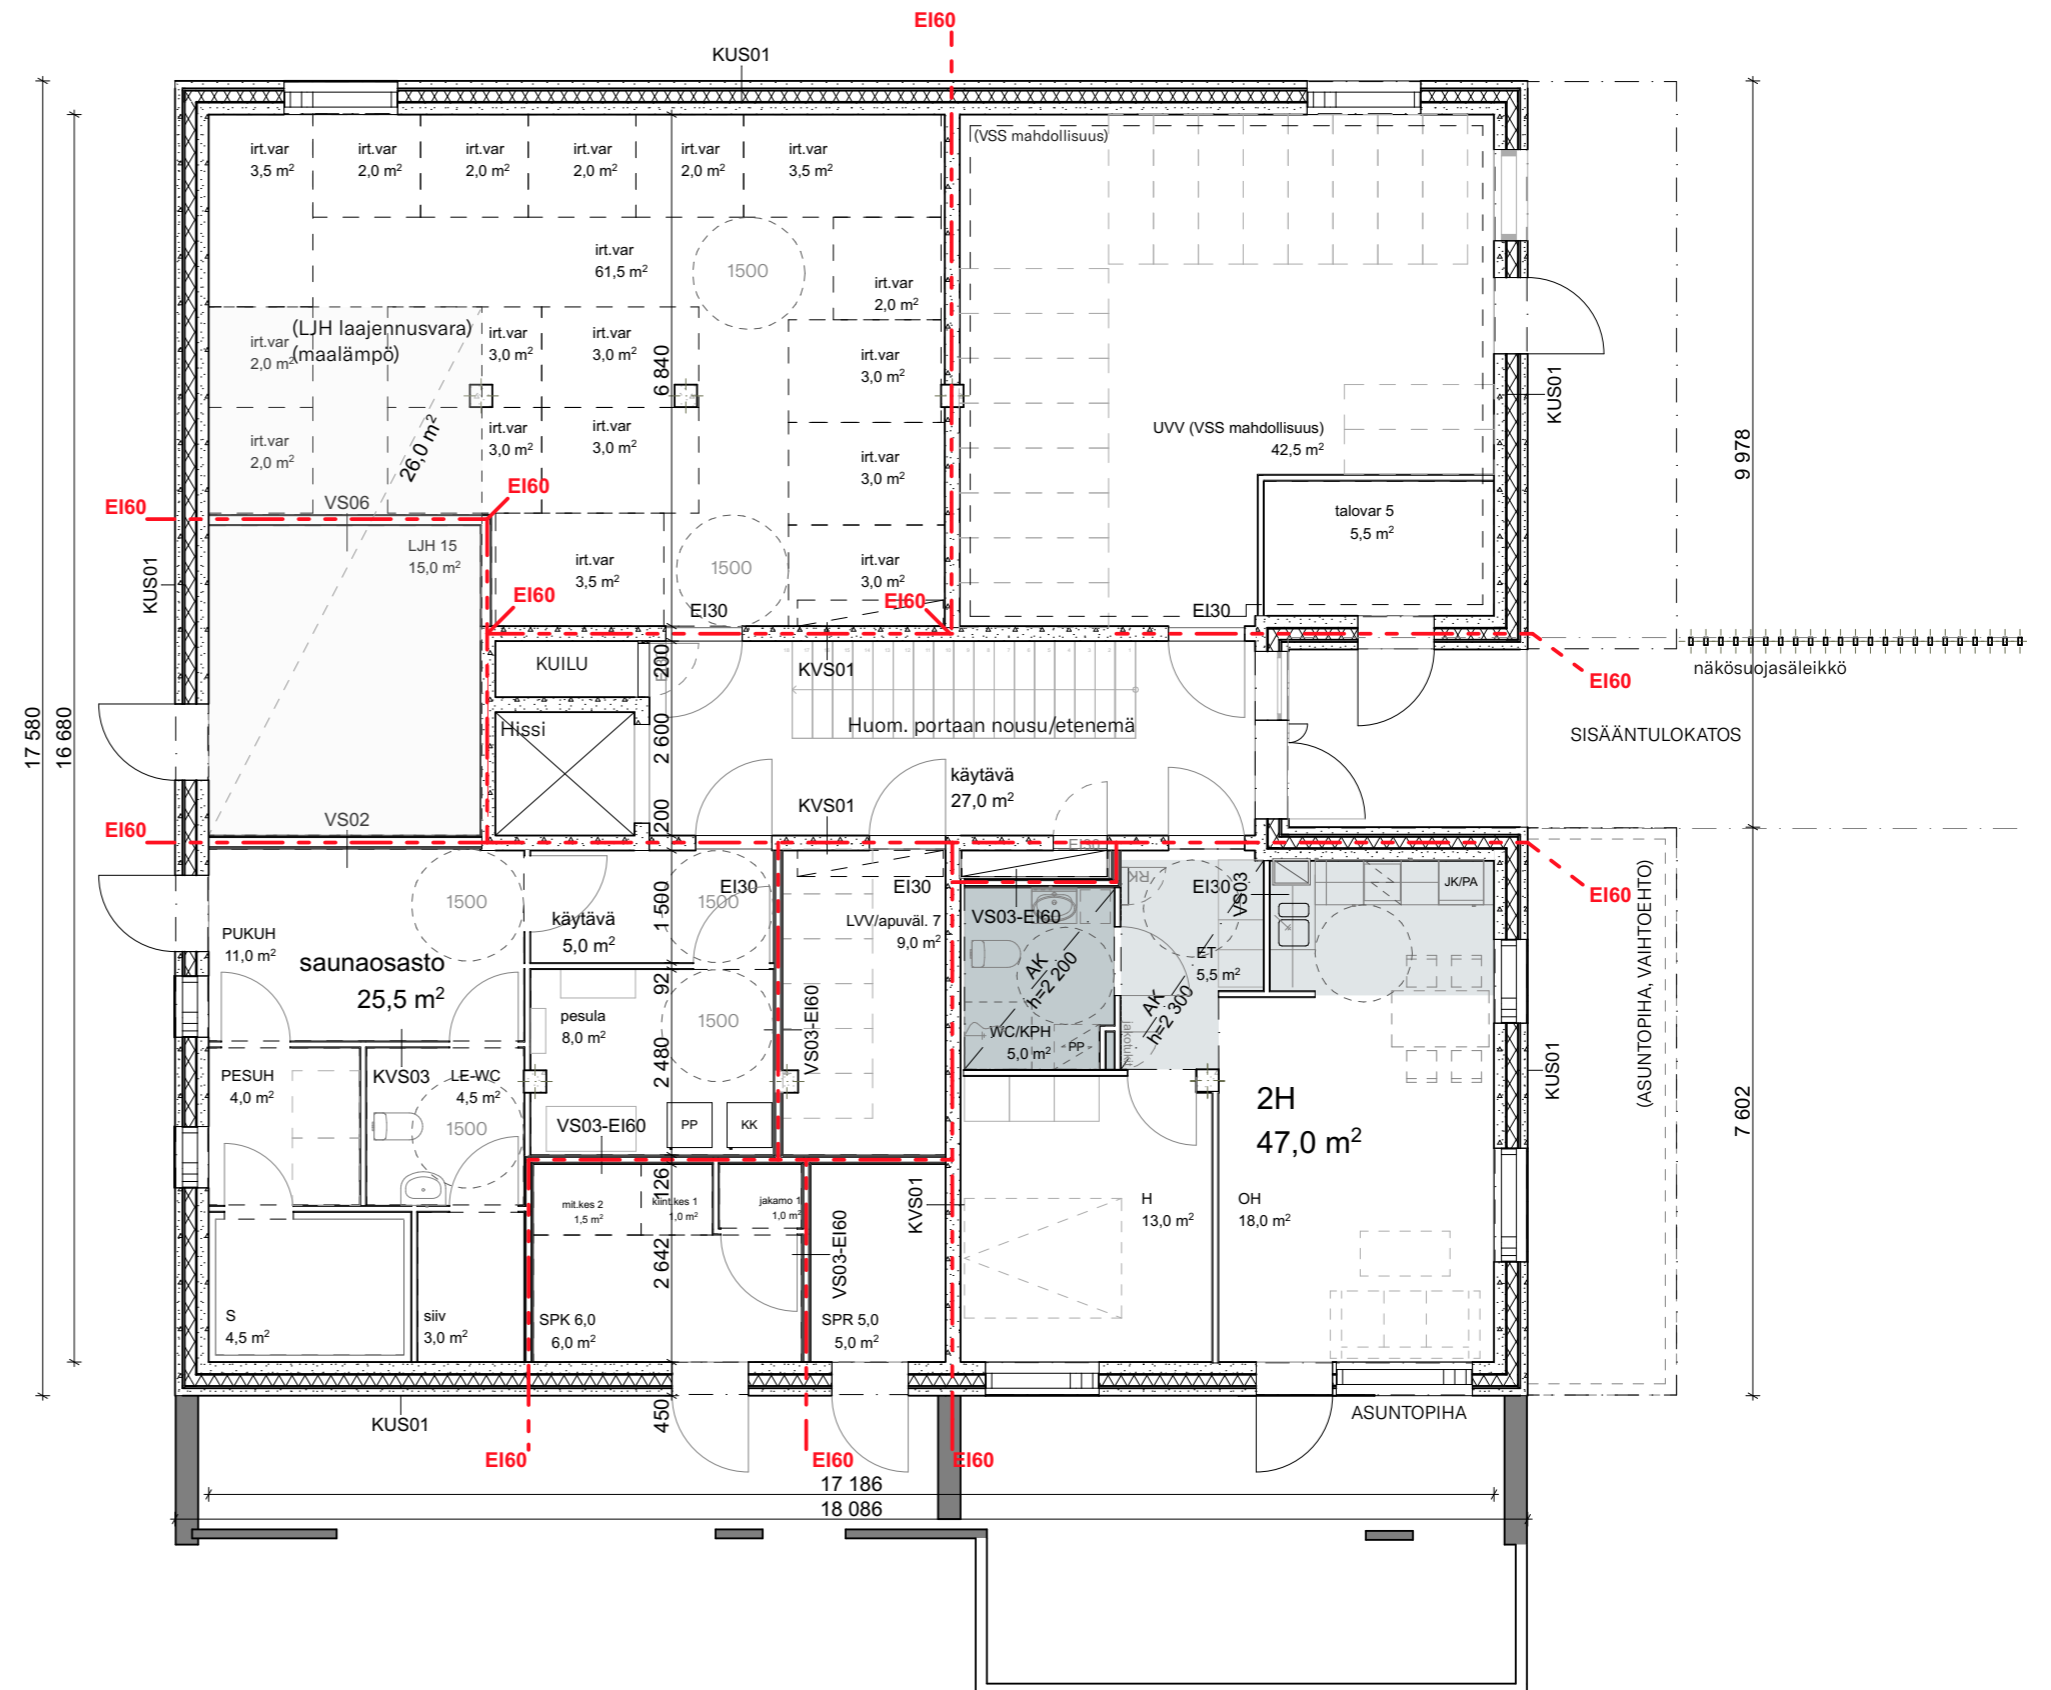 EI60
KUS01
(VSS mahdollisuus)
irt.var
3,5 m²
irt.var
2,0 m²
irt.var
2,0 m²
irt.var
2,0 m²
irt.var
2,0 m²
irt.var
3,5 m²
irt.var
61,5 m²
1500
irt.var
2,0 m²
(LJH laajennusvara)
(maalämpö)
irt.var
2,0 m²
irt.var
3,0 m²
irt.var
3,0 m²
irt.var
3,0 m²
6 840
KUS01
irt.var
2,0 m²
26,0 m²
irt.var
3,0 m²
irt.var
3,0 m²
irt.var
3,0 m²
UVV (VSS mahdollisuus)
42,5 m²
9 978
EI60
EI60
VS06
talovar 5
5,5 m²
LJH 15
15,0 m²
irt.var
3,5 m²
1500
irt.var
3,0 m²
KUS01
EI60
EI60
EI30
EI30
KUILU
200
KVS01
näkösuojasäleikkö
EI60
17 580
16 680
Hissi
2 600
Huom. portaan nousu/etenemä
SISÄÄNTULOKATOS
käytävä
27,0 m²
KVS01
200
VS02
EI60
EI30
EI60
1500
1 500
EI30
1500
EI30
RK
EI30
VS03
JK/PA
käytävä
5,0 m²
LVV/apuväl. 7
9,0 m²
VS03-EI60
PUKUH
11,0 m²
saunaosasto
25,5 m²
AK
h=2 200
ET
5,5 m²
AK
h=2 300
(ASUNTOPIHA, VAIHTOEHTO)
92
pesula
8,0 m²
1500
VS03-EI60
WC/KPH
5,0 m²
PP
jakotukki
2 480
PESUH
4,0 m²
KVS03
LE-WC
4,5 m²
1500
VS03-EI60
PP
KK
2H
47,0 m²
KUS01
7 602
126
mit.kes 2
1,5 m²
kiint.kes 1
1,0 m²
jakamo 1
1,0 m²
KVS01
H
13,0 m²
OH
18,0 m²
2 642
VS03-EI60
S
4,5 m²
siiv
3,0 m²
SPK 6,0
6,0 m²
SPR 5,0
5,0 m²
KUS01
450
ASUNTOPIHA
EI60
EI60
EI60
17 186
18 086